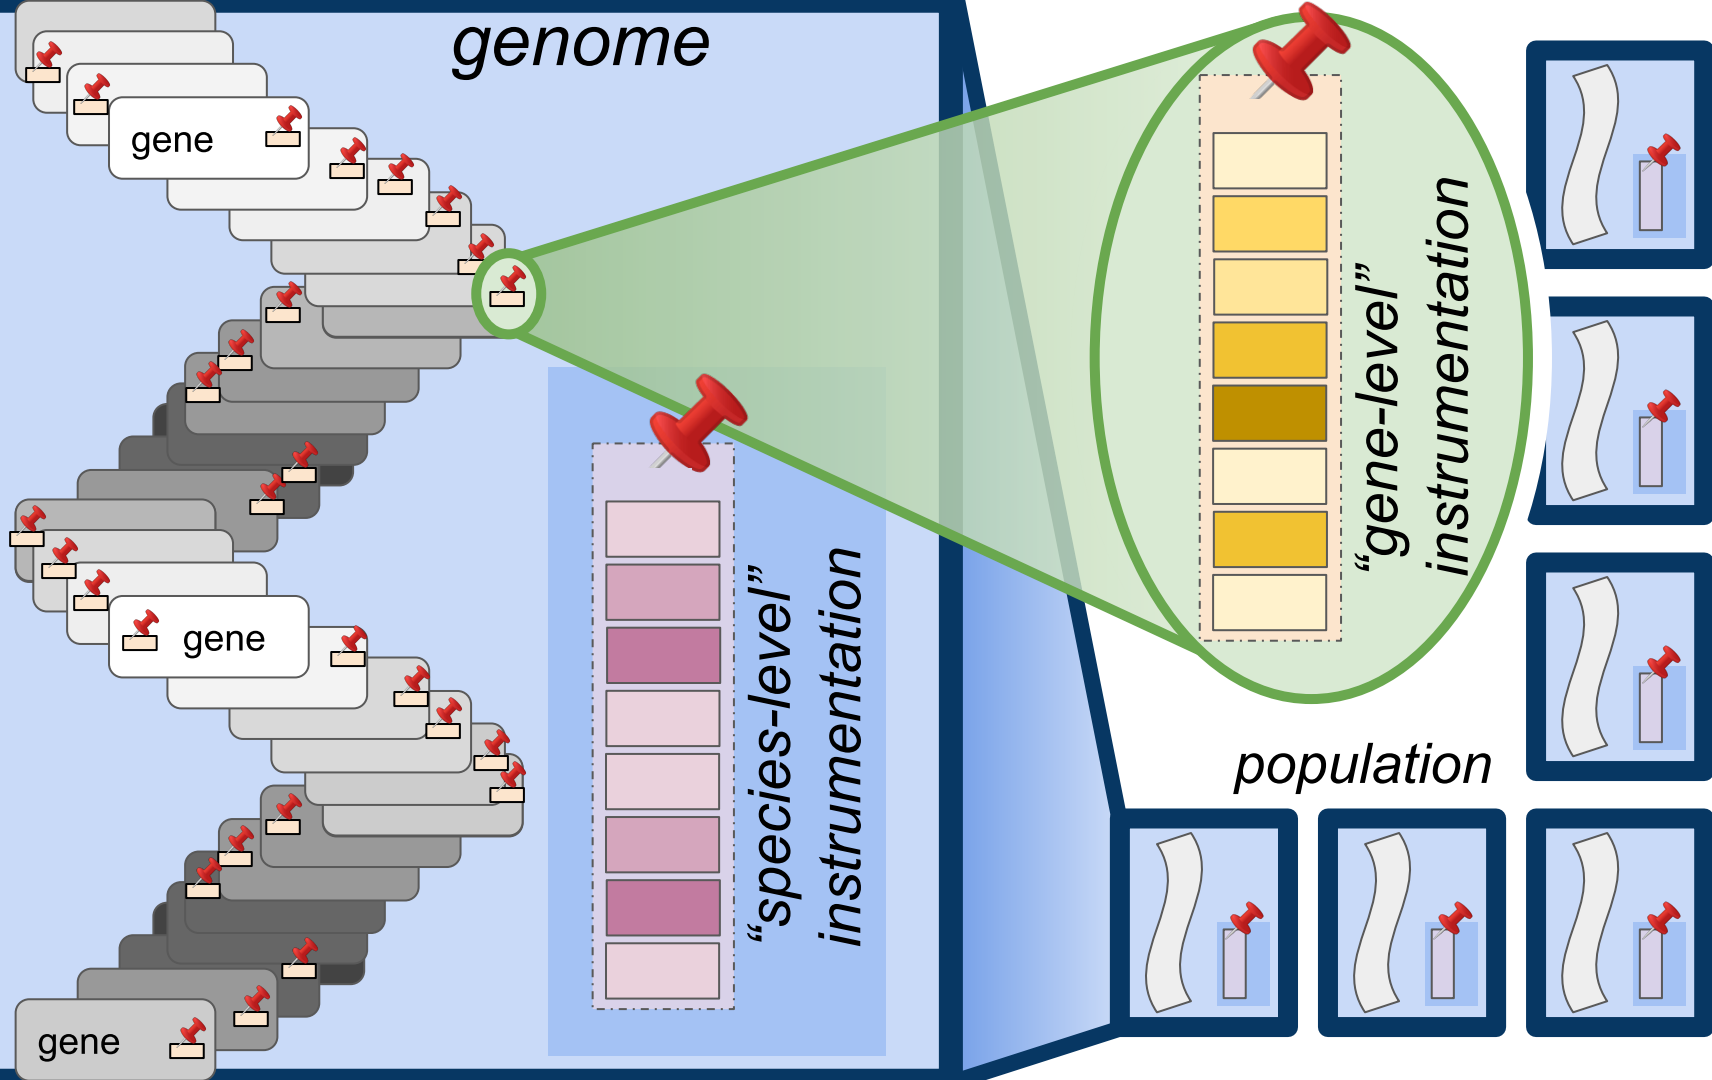 genome
gene
gene
gene
“species-level”
instrumentation
“gene-level”
instrumentation
population